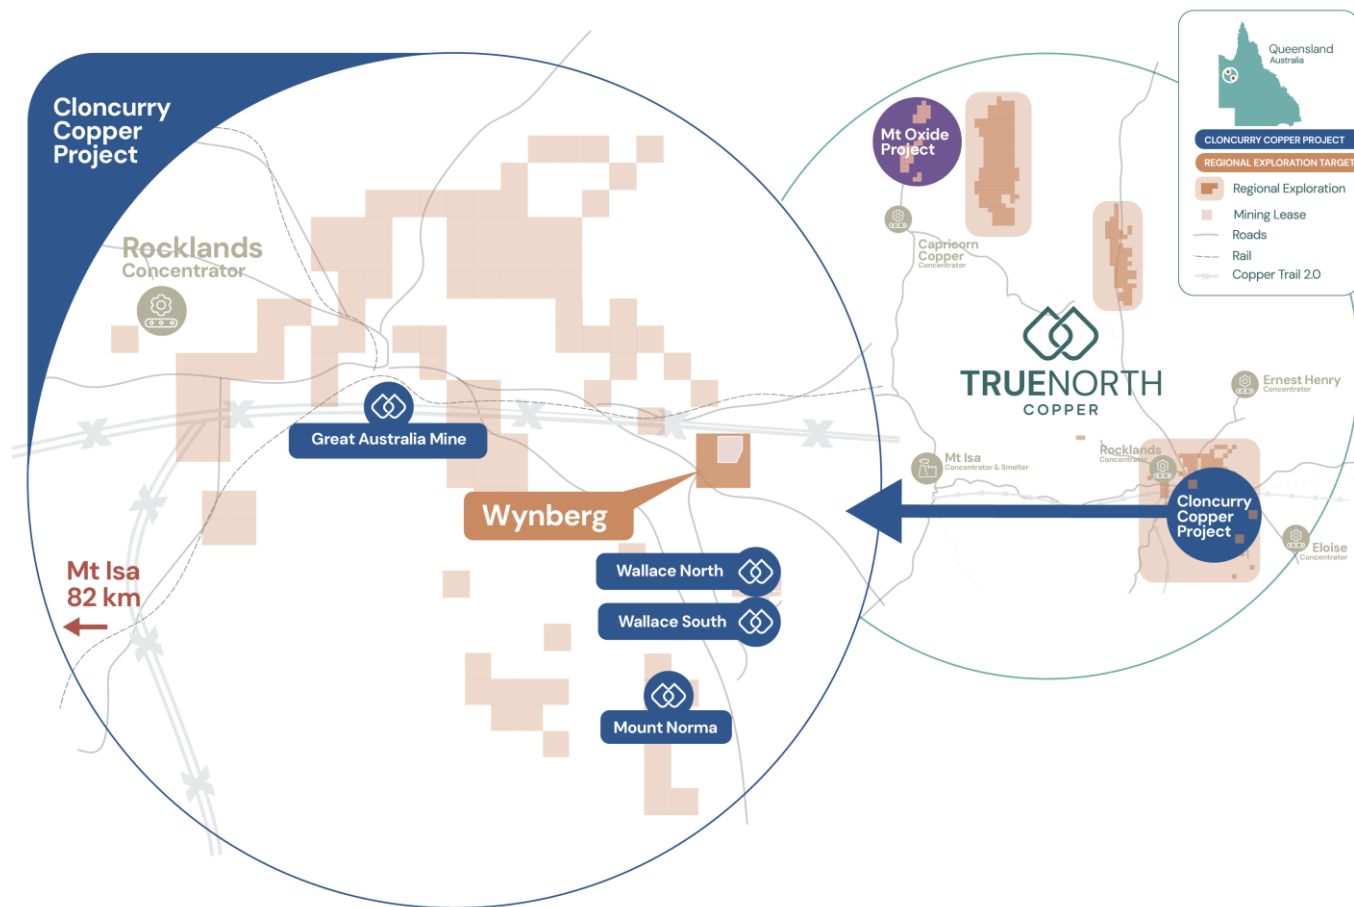 Cloncurry
Copper
Project
Rocklands
Concentrator
Great Australia Mine
Wynberg
Wallace North
Wallace South
Mount Norma
Mt Isa
82 km
Mt Oxide
Project
Capricorn
Copper
Concentrator
TRUENORTH
COPPER
Ernest Henry
Concentrator
Mt Isa
Concentrator & Smelter
Rocklands
Concentrator
Cloncurry
Copper
Project
Eloise
Concentrator
Queensland
Australia
CLONCURRY COPPER PROJECT
REGIONAL EXPLORATION TARGET
Regional Exploration
Mining Lease
Roads
Rail
Copper Trail 2.0